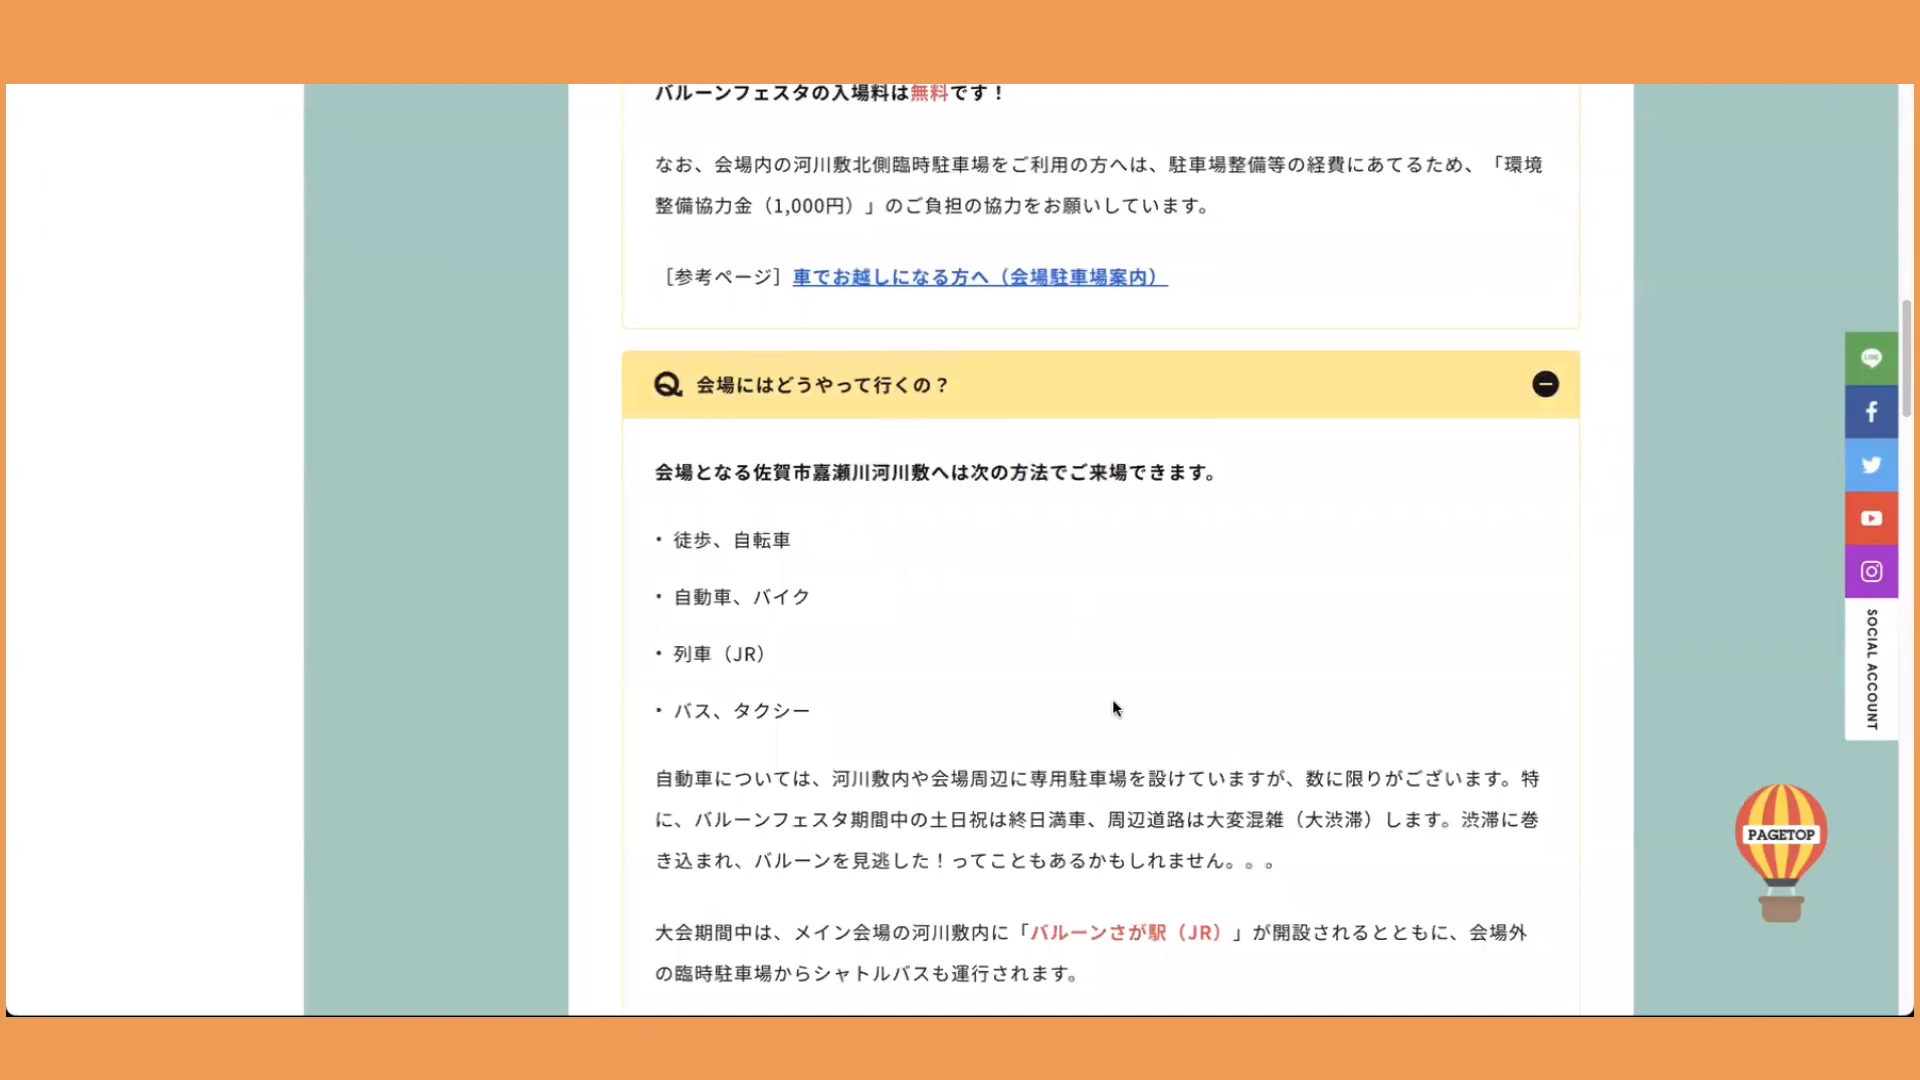 バルーンフェスタの入場料は無料です！
なお、会場内の河川敷北側臨時駐車場をご利用の方へは、駐車場整備等の経費にあてるため、「環境
整備協力金（1,000円）」のご負担の協力をお願いしています。
［参考ページ］車でお越しになる方へ（会場駐車場案内）
Q 会場にはどうやって行くの？
会場となる佐賀市嘉瀬川河川敷へは次の方法でご来場できます。
・徒歩、自転車
・自動車、バイク
・列車（JR）
・バス、タクシー
自動車については、河川敷内や会場周辺に専用駐車場を設けていますが、数に限りがございます。特
に、バルーンフェスタ期間中の土日祝は終日満車、周辺道路は大変混雑（大渋滞）します。渋滞に巻
き込まれ、バルーンを見逃した！ってこともあるかもしれません。。。
大会期間中は、メイン会場の河川敷内に「バルーンさが駅（JR）」が開設されるとともに、会場外
の臨時駐車場からシャトルバスも運行されます。
LINE
SOCIAL ACCOUNT
PAGETOP